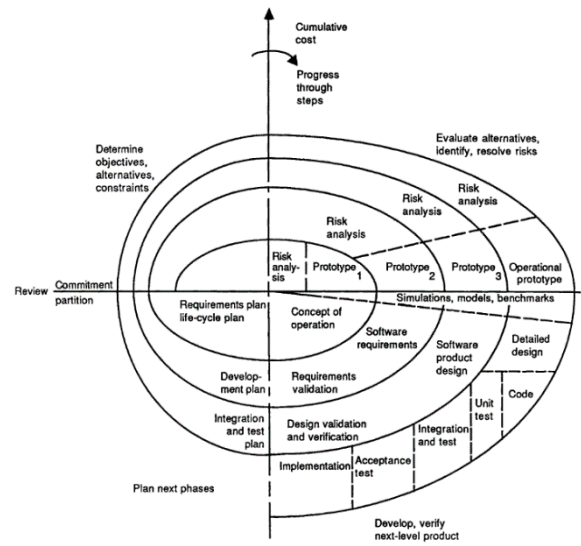 Cumulative
cost
Progress
through
steps
Determine
objectives,
alternatives,
constraints
Evaluate alternatives,
identify, resolve risks
Risk
analysis
Risk
analysis
Risk
analysis
Risk
analy-
sis
Prototype
1
Prototype
2
Prototype
3
Operational
prototype
Review
Commitment
partition
Simulations, models, benchmarks
Requirements plan
life-cycle plan
Concept of
operation
Software
requirements
Software
product
design
Detailed
design
Develop-
ment plan
Requirements
validation
Integration
and test
plan
Design validation
and verification
Code
Unit
test
Integration
and test
Acceptance
test
Implementation
Plan next phases
Develop, verify
next-level product